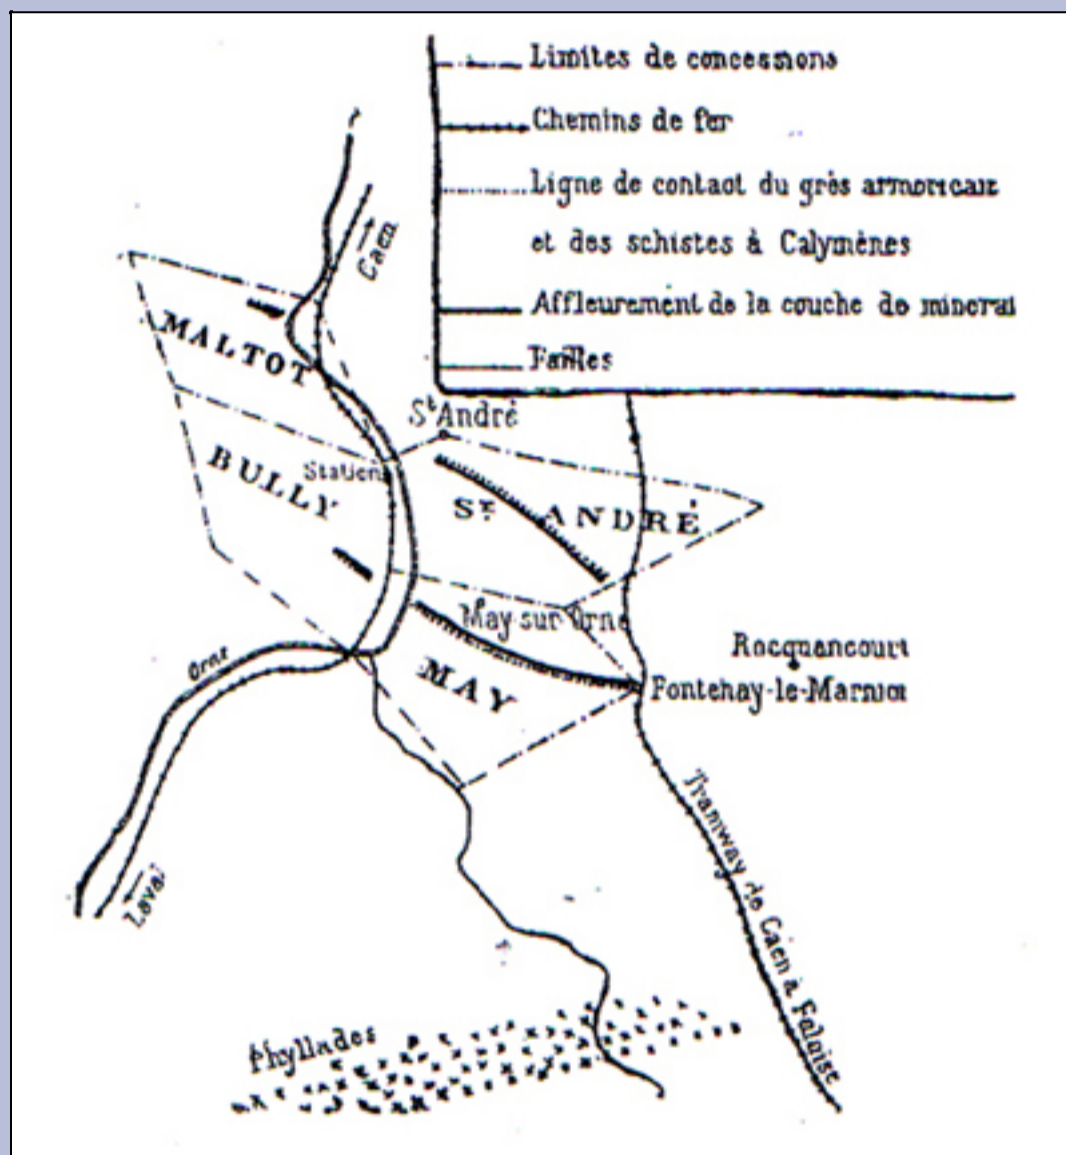 Limites de concessions
Chemins de fer
Ligne de contact du grès armoricain
et des schistes à Calymènes
Affleurement de la couche de minerai
Failles
Caen
MALTOT
St André
BULLY
Station
ST ANDRÉ
May-sur-Orne
Rocquancourt
Orne
MAY
Fontenay-le-Marmion
Tramway de Caen à Falaise
Laval
Phyllades